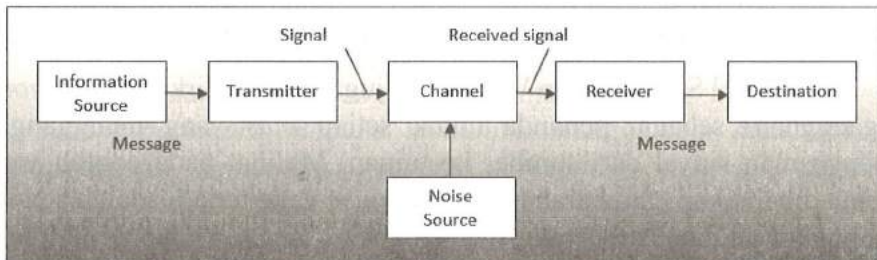 Signal Received signal
Information
Source
Transmitter Channel Receiver Destination
Message Message
Noise
Source